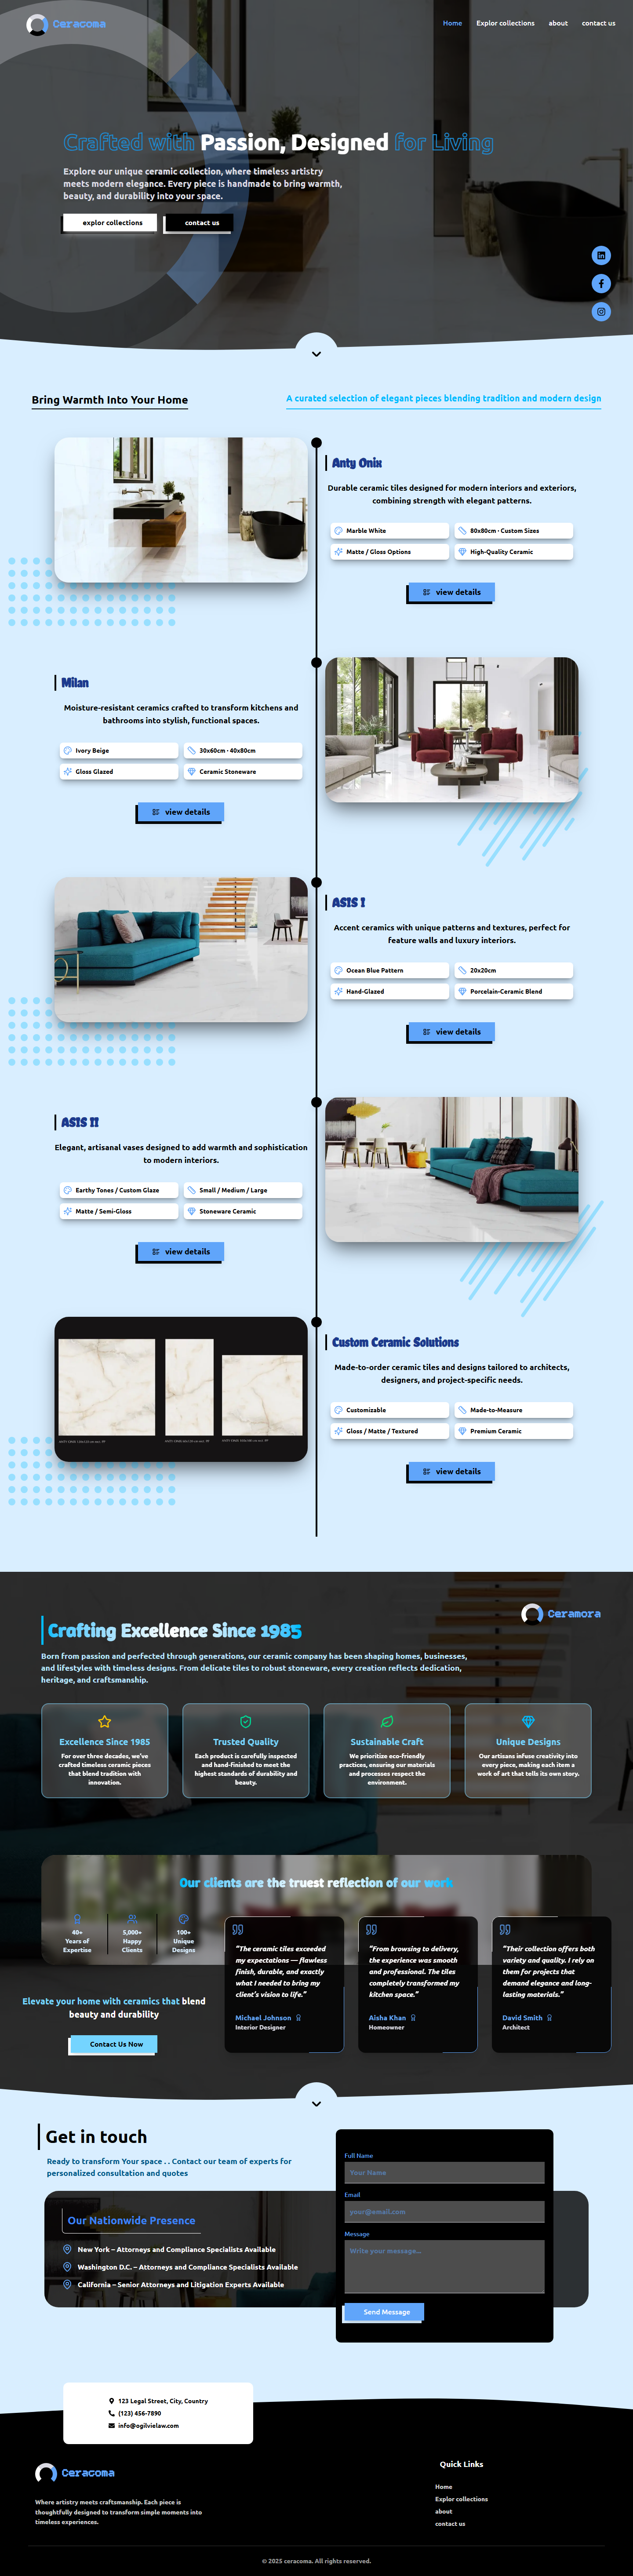 Ceracoma
Home Explor collections about contact us
Crafted with Passion, Designed for Living
Explore our unique ceramic collection, where timeless artistry
meets modern elegance. Every piece is handmade to bring warmth,
beauty, and durability into your space.
explor collections contact us
Bring Warmth Into Your Home
A curated selection of elegant pieces blending tradition and modern design
Anty Onix
Durable ceramic tiles designed for modern interiors and exteriors,
combining strength with elegant patterns.
Marble White 80x80cm · Custom Sizes
Matte / Gloss Options High-Quality Ceramic
view details
Milan
Moisture-resistant ceramics crafted to transform kitchens and
bathrooms into stylish, functional spaces.
Ivory Beige 30x60cm · 40x80cm
Gloss Glazed Ceramic Stoneware
view details
ASIS I
Accent ceramics with unique patterns and textures, perfect for
feature walls and luxury interiors.
Ocean Blue Pattern 20x20cm
Hand-Glazed Porcelain-Ceramic Blend
view details
ASIS II
Elegant, artisanal vases designed to add warmth and sophistication
to modern interiors.
Earthy Tones / Custom Glaze Small / Medium / Large
Matte / Semi-Gloss Stoneware Ceramic
view details
Custom Ceramic Solutions
Made-to-order ceramic tiles and designs tailored to architects,
designers, and project-specific needs.
Customizable Made-to-Measure
Gloss / Matte / Textured Premium Ceramic
view details
Ceramora
Crafting Excellence Since 1985
Born from passion and perfected through generations, our ceramic company has been shaping homes, businesses,
and lifestyles with timeless designs. From delicate tiles to robust stoneware, every creation reflects dedication,
heritage, and craftsmanship.
Excellence Since 1985
For over three decades, we've
crafted timeless ceramic pieces
that blend tradition with
innovation.
Trusted Quality
Each product is carefully inspected
and hand-finished to meet the
highest standards of durability and
beauty.
Sustainable Craft
We prioritize eco-friendly
practices, ensuring our materials
and processes respect the
environment.
Unique Designs
Our artisans infuse creativity into
every piece, making each item a
work of art that tells its own story.
Our clients are the truest reflection of our work
40+
Years of
Expertise
5,000+
Happy
Clients
100+
Unique
Designs
Elevate your home with ceramics that blend
beauty and durability
Contact Us Now
"The ceramic tiles exceeded
my expectations — flawless
finish, durable, and exactly
what I needed to bring my
client's vision to life."
Michael Johnson
Interior Designer
"From browsing to delivery,
the experience was smooth
and professional. The tiles
completely transformed my
kitchen space."
Aisha Khan
Homeowner
"Their collection offers both
variety and quality. I rely on
them for projects that
demand elegance and long-
lasting materials."
David Smith
Architect
Get in touch
Ready to transform Your space . . Contact our team of experts for
personalized consultation and quotes
Nationwide Presence
New York – Attorneys and Compliance Specialists Available
Washington D.C. – Attorneys and Compliance Specialists Available
California – Senior Attorneys and Litigation Experts Available
Full Name
Your Name
Email
your@email.com
Message
Write your message...
Send Message
123 Legal Street, City, Country
(123) 456-7890
info@ogilvielaw.com
Ceracoma
Where artistry meets craftsmanship. Each piece is
thoughtfully designed to transform simple moments into
timeless experiences.
Quick Links
Home
Explor collections
about
contact us
© 2025 ceracoma. All rights reserved.